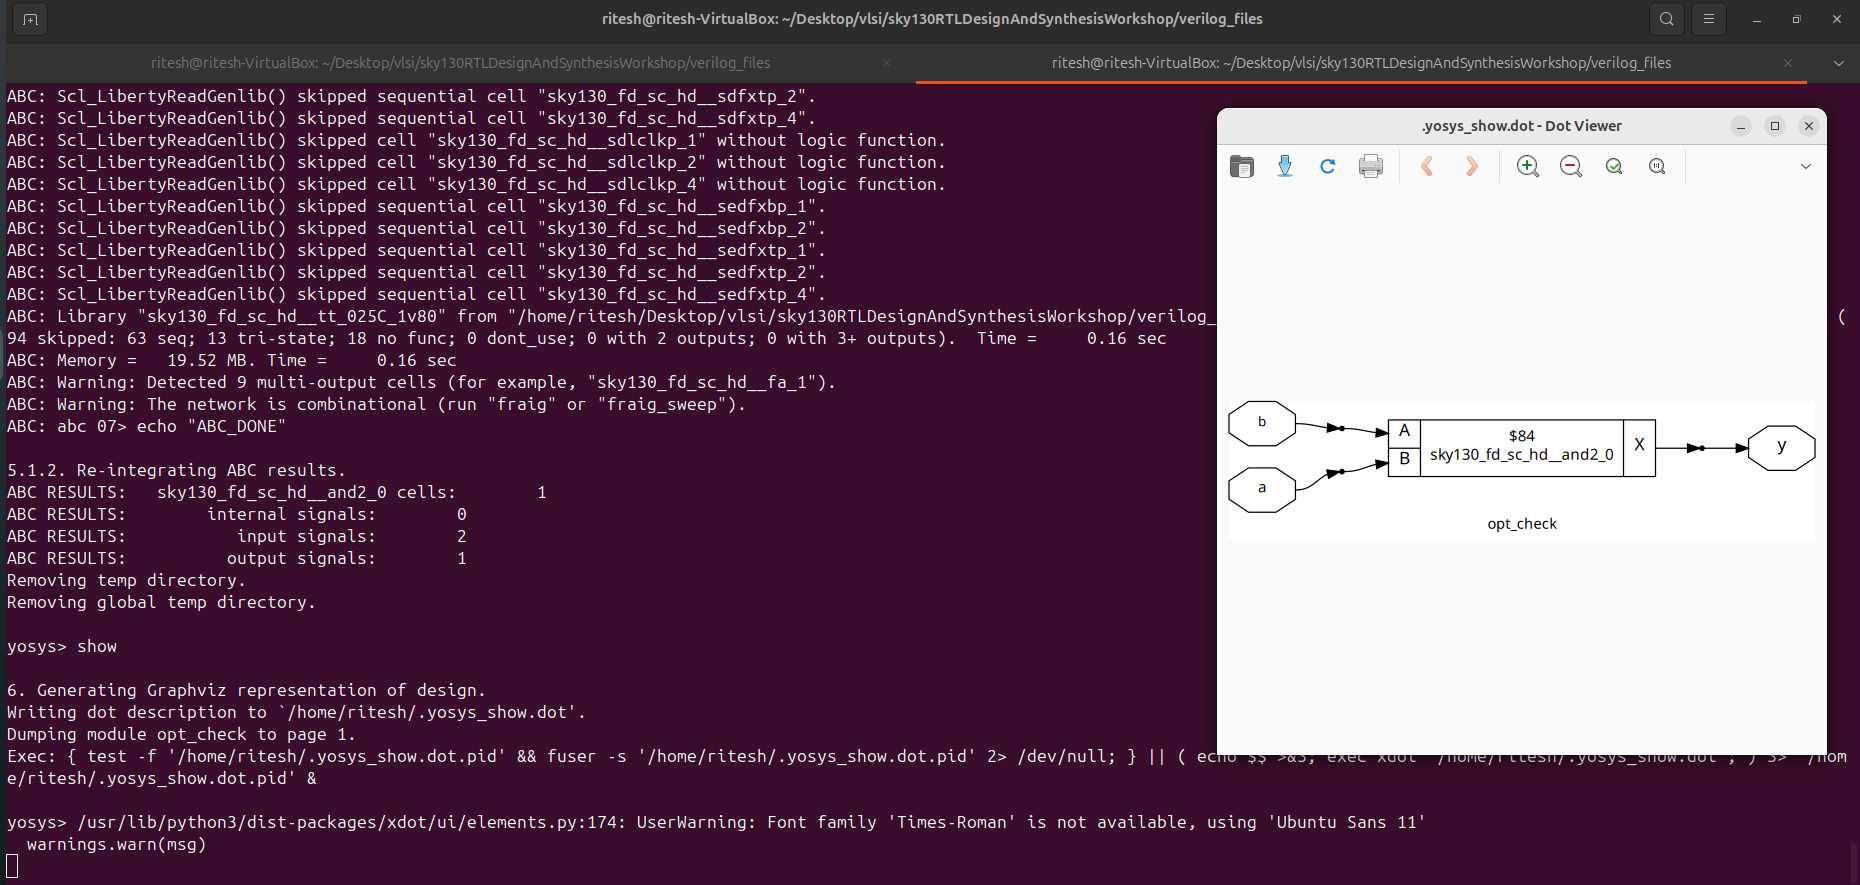 ritesh@ritesh-VirtualBox: ~/Desktop/vlsi/sky130RTLDesignAndSynthesisWorkshop/verilog_files
ritesh@ritesh-VirtualBox: ~/Desktop/vlsi/sky130RTLDesignAndSynthesisWorkshop/verilog_files
ritesh@ritesh-VirtualBox: ~/Desktop/vlsi/sky130RTLDesignAndSynthesisWorkshop/verilog_files
ABC: Scl_LibertyReadGenlib() skipped sequential cell "sky130_fd_sc_hd__sdfxtp_2".
ABC: Scl_LibertyReadGenlib() skipped sequential cell "sky130_fd_sc_hd__sdfxtp_4".
ABC: Scl_LibertyReadGenlib() skipped cell "sky130_fd_sc_hd__sdlclkp_1" without logic function.
ABC: Scl_LibertyReadGenlib() skipped cell "sky130_fd_sc_hd__sdlclkp_2" without logic function.
ABC: Scl_LibertyReadGenlib() skipped cell "sky130_fd_sc_hd__sdlclkp_4" without logic function.
ABC: Scl_LibertyReadGenlib() skipped sequential cell "sky130_fd_sc_hd__sedfxbp_1".
ABC: Scl_LibertyReadGenlib() skipped sequential cell "sky130_fd_sc_hd__sedfxbp_2".
ABC: Scl_LibertyReadGenlib() skipped sequential cell "sky130_fd_sc_hd__sedfxtp_1".
ABC: Scl_LibertyReadGenlib() skipped sequential cell "sky130_fd_sc_hd__sedfxtp_2".
ABC: Scl_LibertyReadGenlib() skipped sequential cell "sky130_fd_sc_hd__sedfxtp_4".
ABC: Library "sky130_fd_sc_hd__tt_025C_1v80" from "/home/ritesh/Desktop/vlsi/sky130RTLDesignAndSynthesisWorkshop/verilog_ (
94 skipped: 63 seq; 13 tri-state; 18 no func; 0 dont_use; 0 with 2 outputs; 0 with 3+ outputs).  Time =     0.16 sec
ABC: Memory =   19.52 MB. Time =     0.16 sec
ABC: Warning: Detected 9 multi-output cells (for example, "sky130_fd_sc_hd__fa_1").
ABC: Warning: The network is combinational (run "fraig" or "fraig_sweep").
ABC: abc 07> echo "ABC_DONE"
5.1.2. Re-integrating ABC results.
ABC RESULTS:   sky130_fd_sc_hd__and2_0 cells:        1
ABC RESULTS:        internal signals:        0
ABC RESULTS:           input signals:        2
ABC RESULTS:          output signals:        1
Removing temp directory.
Removing global temp directory.
yosys> show
6. Generating Graphviz representation of design.
Writing dot description to `/home/ritesh/.yosys_show.dot'.
Dumping module opt_check to page 1.
Exec: { test -f '/home/ritesh/.yosys_show.dot.pid' && fuser -s '/home/ritesh/.yosys_show.dot.pid' 2> /dev/null; } || ( echo $$ >&3; exec xdot '/home/ritesh/.yosys_show.dot'; ) 3> '/hom
e/ritesh/.yosys_show.dot.pid' &
yosys> /usr/lib/python3/dist-packages/xdot/ui/elements.py:174: UserWarning: Font family 'Times-Roman' is not available, using 'Ubuntu Sans 11'
  warnings.warn(msg)
.yosys_show.dot - Dot Viewer
b
a
A
B
$84
sky130_fd_sc_hd__and2_0
X
y
opt_check